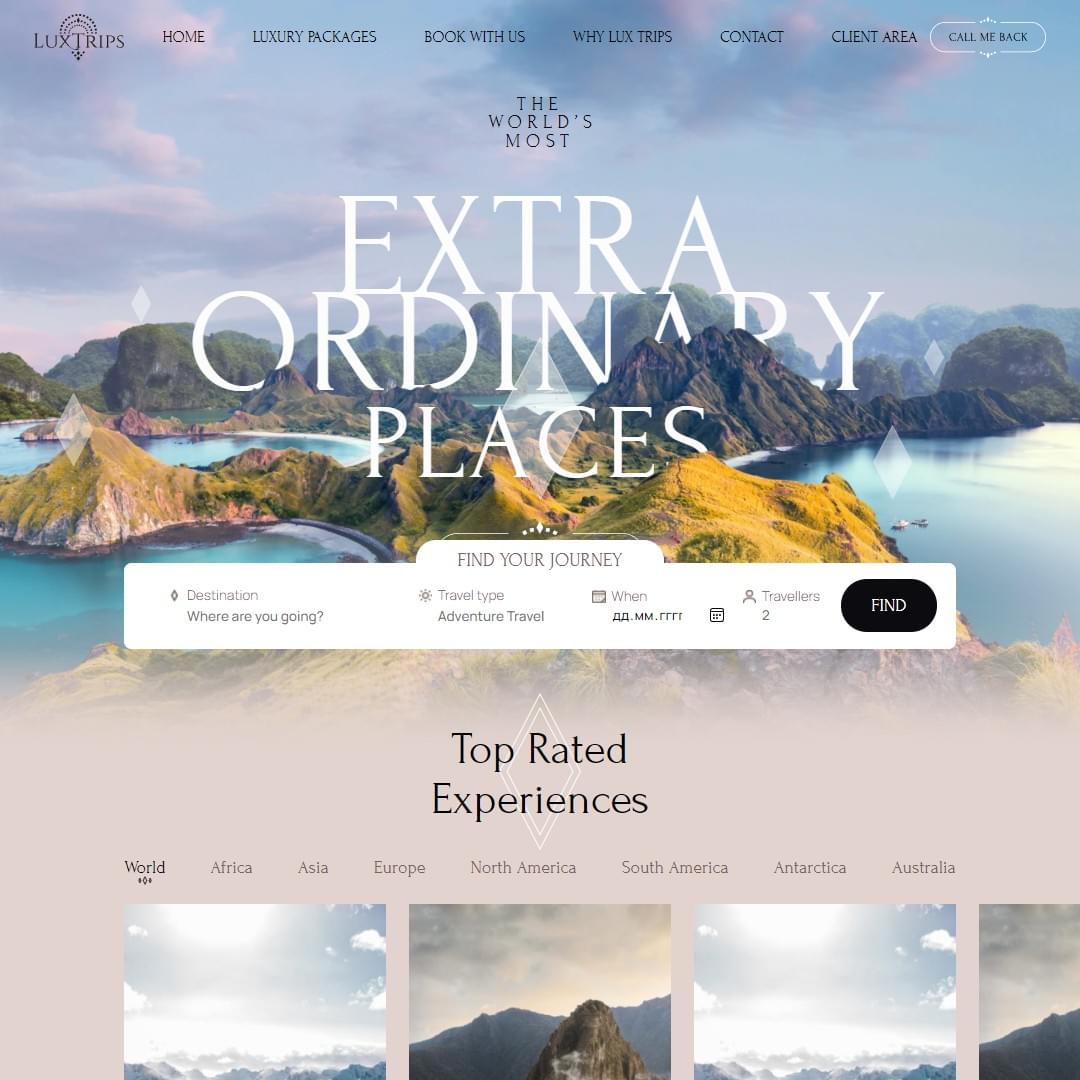 LUXTRIPS
HOME
LUXURY PACKAGES
BOOK WITH US
WHY LUX TRIPS
CONTACT
CLIENT AREA
CALL ME BACK
THE
WORLD'S
MOST
EXTRA
ORDINARY
PLACES
FIND YOUR JOURNEY
Destination
Where are you going?
Travel type
Adventure Travel
When
ДД.ММ.ГГГГ
Travellers
2
FIND
Top Rated
Experiences
World
Africa
Asia
Europe
North America
South America
Antarctica
Australia